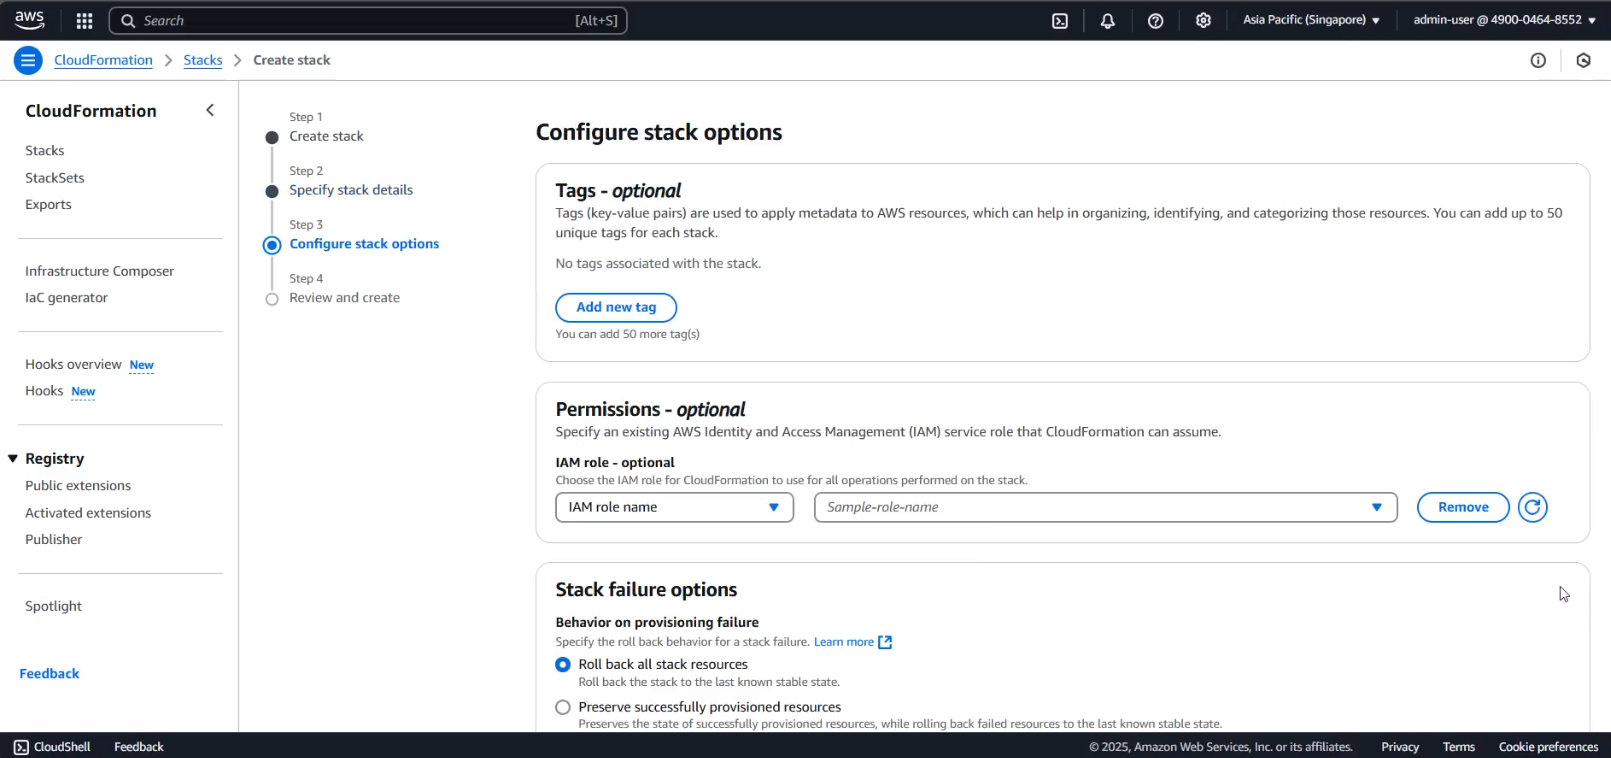 aws
Search
[Alt+S]
Asia Pacific (Singapore)
admin-user @ 4900-0464-8552
CloudFormation
Stacks
Create stack
CloudFormation
Stacks
StackSets
Exports
Infrastructure Composer
IaC generator
Hooks overview New
Hooks New
Registry
Public extensions
Activated extensions
Publisher
Spotlight
Feedback
Step 1
Create stack
Step 2
Specify stack details
Step 3
Configure stack options
Step 4
Review and create
Configure stack options
Tags - optional
Tags (key-value pairs) are used to apply metadata to AWS resources, which can help in organizing, identifying, and categorizing those resources. You can add up to 50
unique tags for each stack.
No tags associated with the stack.
Add new tag
You can add 50 more tag(s)
Permissions - optional
Specify an existing AWS Identity and Access Management (IAM) service role that CloudFormation can assume.
IAM role - optional
Choose the IAM role for CloudFormation to use for all operations performed on the stack.
IAM role name
Sample-role-name
Remove
Stack failure options
Behavior on provisioning failure
Specify the roll back behavior for a stack failure. Learn more
Roll back all stack resources
Roll back the stack to the last known stable state.
Preserve successfully provisioned resources
Preserves the state of successfully provisioned resources, while rolling back failed resources to the last known stable state.
CloudShell
Feedback
© 2025, Amazon Web Services, Inc. or its affiliates.
Privacy
Terms
Cookie preferences